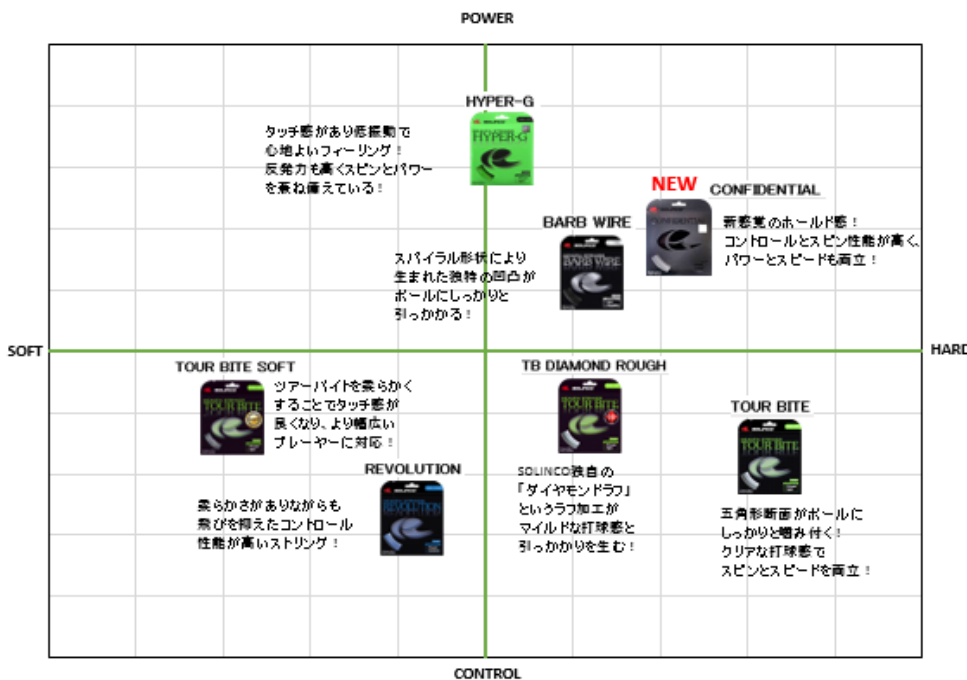 POWER
HYPER-G
タッチ感があり低振動で
心地よいフィーリング！
反発力も高くスピンとパワー
を兼ね備えている！
HYPER-G
NEW
CONFIDENTIAL
新感覚のホールド感！
コントロールとスピン性能が高く、
パワーとスピードも両立！
CONFIDENTIAL
BARB WIRE
スパイラル形状により
生まれた独特の凹凸が
ボールにしっかりと
引っかかる！
BARB WIRE
SOFT
HARD
TOUR BITE SOFT
ツアーバイトを柔らかく
することでタッチ感が
良くなり、より幅広い
プレーヤーに対応！
TOUR BITE
TB DIAMOND ROUGH
TOUR BITE
SOLINCO独自の
「ダイヤモンドラフ」
というラフ加工が
マイルドな打球感と
引っかかりを生む！
TOUR BITE
TOUR BITE
五角形断面がボールに
しっかりと噛み付く！
クリアな打球感で
スピンとスピードを両立！
REVOLUTION
柔らかさがありながらも
飛びを抑えたコントロール
性能が高いストリング！
REVOLUTION
CONTROL